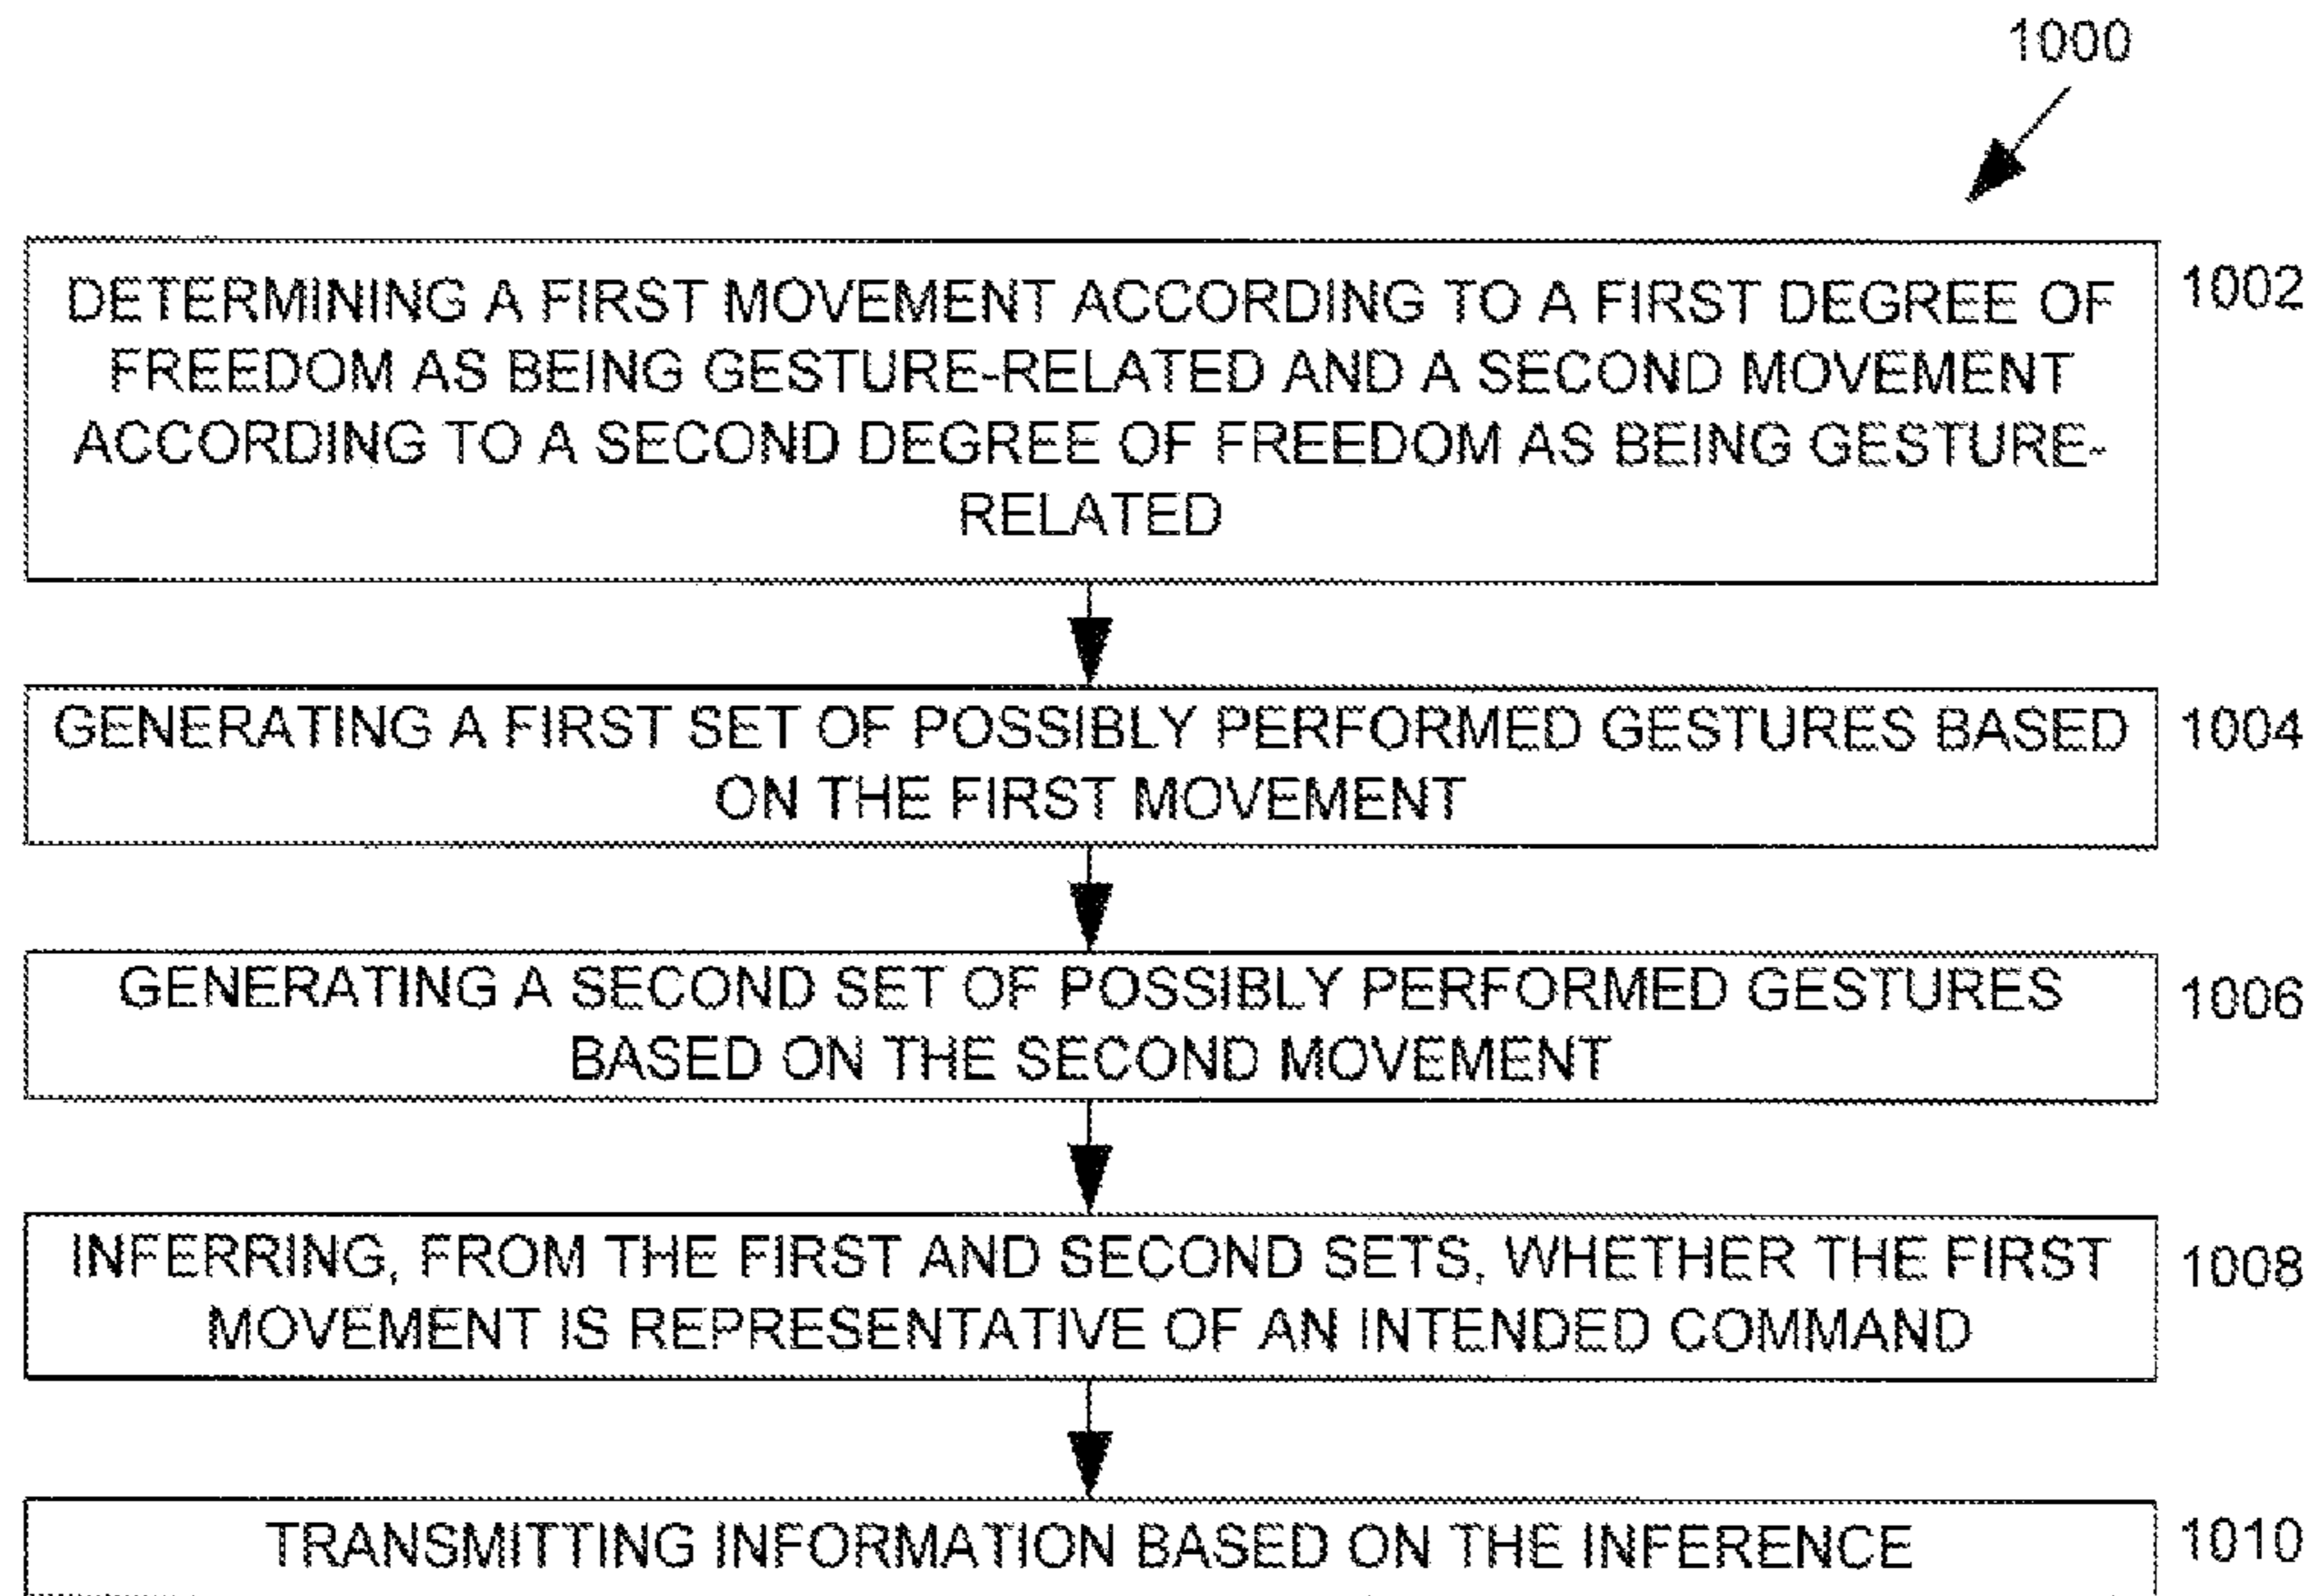 1000
DETERMINING A FIRST MOVEMENT ACCORDING TO A FIRST DEGREE OF
FREEDOM AS BEING GESTURE-RELATED AND A SECOND MOVEMENT
ACCORDING TO A SECOND DEGREE OF FREEDOM AS BEING GESTURE-
RELATED
1002
GENERATING A FIRST SET OF POSSIBLY PERFORMED GESTURES BASED
ON THE FIRST MOVEMENT
1004
GENERATING A SECOND SET OF POSSIBLY PERFORMED GESTURES
BASED ON THE SECOND MOVEMENT
1006
INFERRING, FROM THE FIRST AND SECOND SETS, WHETHER THE FIRST
MOVEMENT IS REPRESENTATIVE OF AN INTENDED COMMAND
1008
TRANSMITTING INFORMATION BASED ON THE INFERENCE
1010